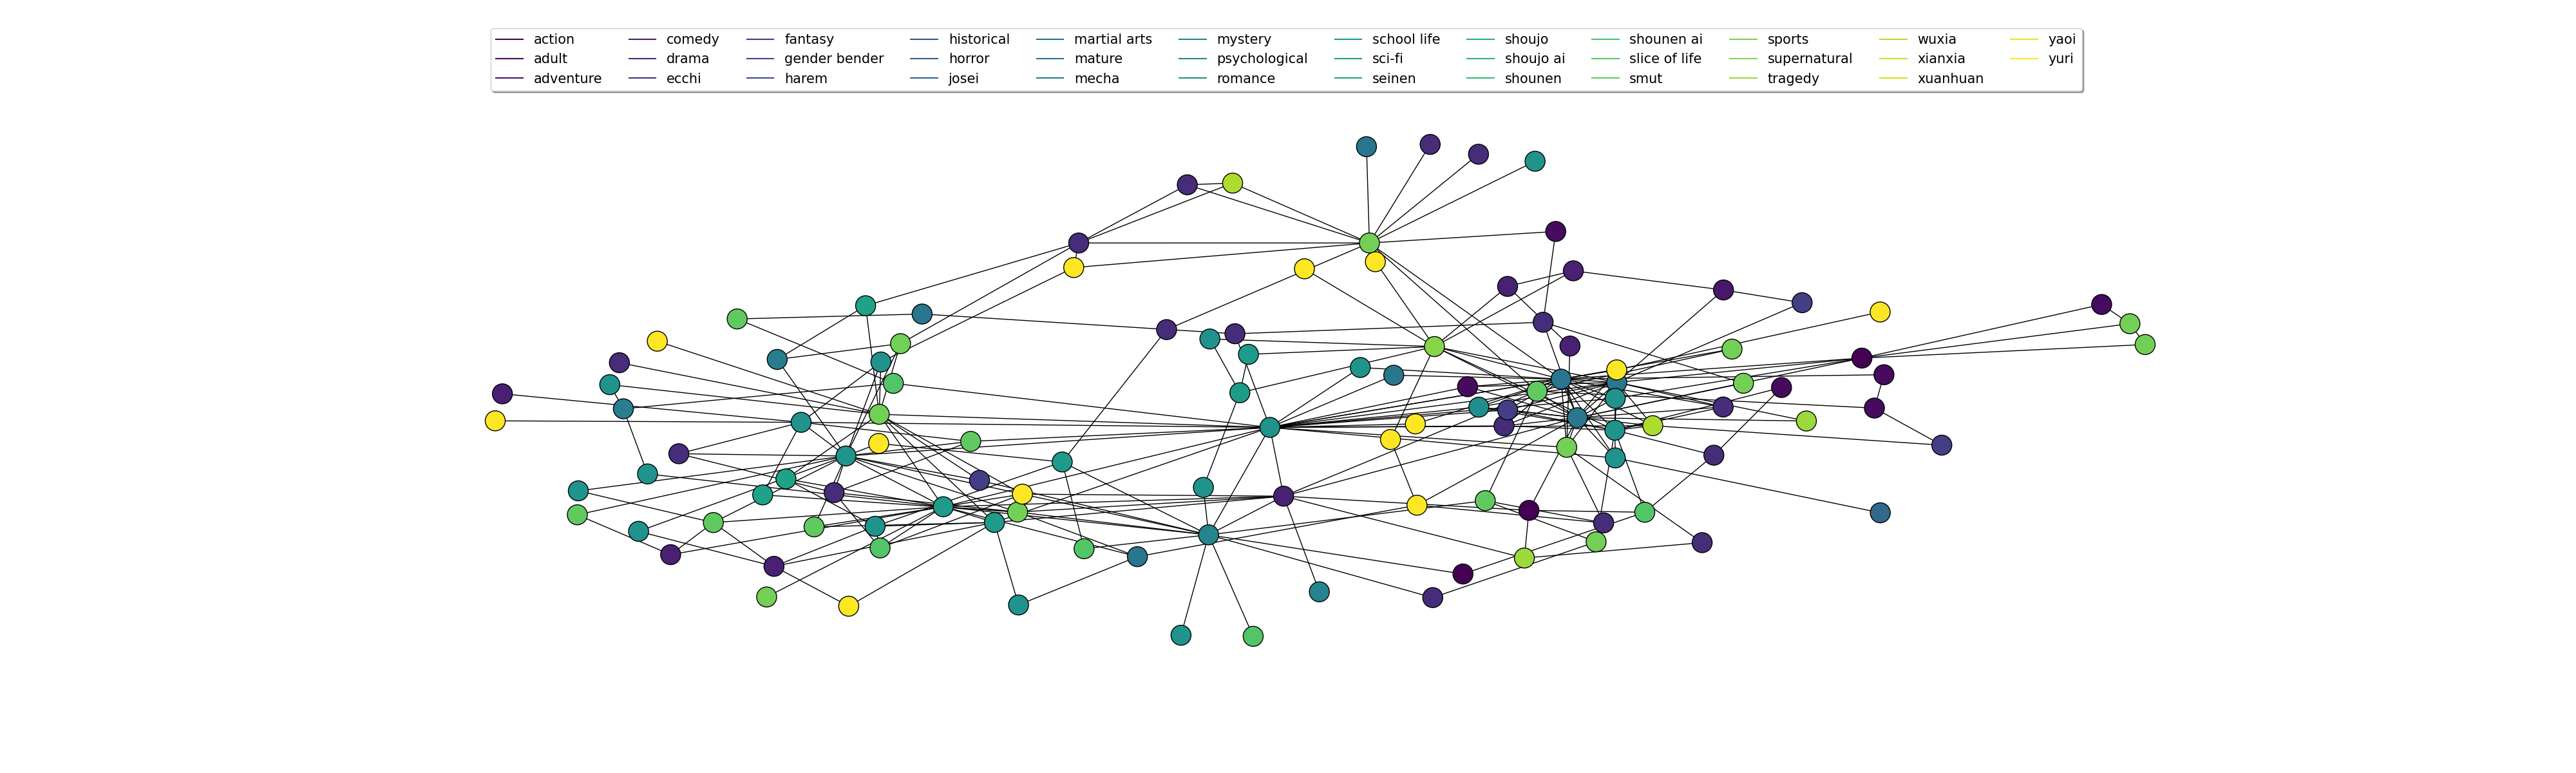 action comedy fantasy historical martial arts mystery school life shoujo shounen ai sports wuxia yaoi
adult drama gender bender horror mature psychological sci-fi shoujo ai slice of life supernatural xianxia yuri
adventure ecchi harem josei mecha romance seinen shounen smut tragedy xuanhuan